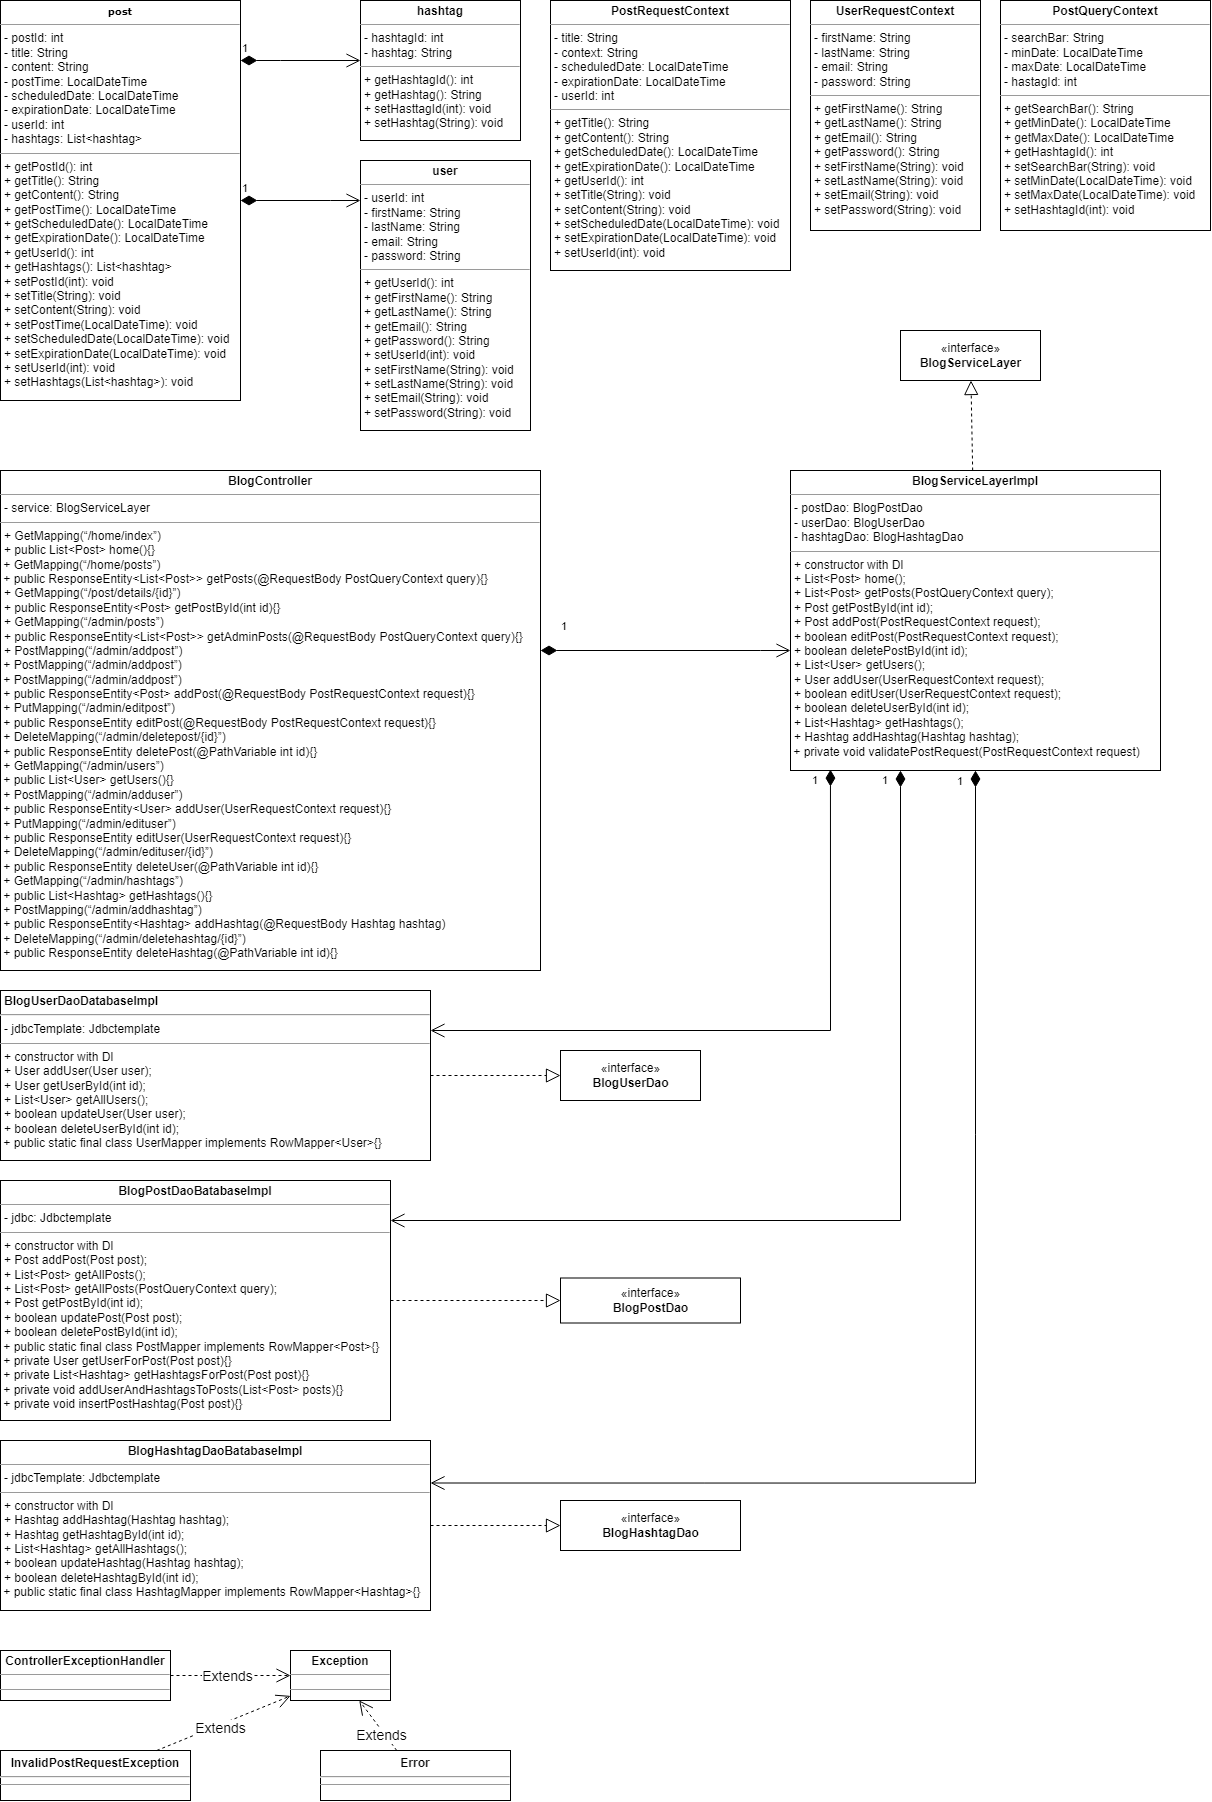 post
- postId: int
- title: String
- content: String
- postTime: LocalDateTime
- scheduledDate: LocalDateTime
- expirationDate: LocalDateTime
- userId: int
- hashtags: List<hashtag>
+ getPostId(): int
+ getTitle(): String
+ getContent(): String
+ getPostTime(): LocalDateTime
+ getScheduledDate(): LocalDateTime
+ getExpirationDate(): LocalDateTime
+ getUserId(): int
+ getHashtags(): List<hashtag>
+ setPostId(int): void
+ setTitle(String): void
+ setContent(String): void
+ setPostTime(LocalDateTime): void
+ setScheduledDate(LocalDateTime): void
+ setExpirationDate(LocalDateTime): void
+ setUserId(int): void
+ setHashtags(List<hashtag>): void
1
1
hashtag
- hashtagId: int
- hashtag: String
+ getHashtagId(): int
+ getHashtag(): String
+ setHasttagId(int): void
+ setHashtag(String): void
user
- userId: int
- firstName: String
- lastName: String
- email: String
- password: String
+ getUserId(): int
+ getFirstName(): String
+ getLastName(): String
+ getEmail(): String
+ getPassword(): String
+ setUserId(int): void
+ setFirstName(String): void
+ setLastName(String): void
+ setEmail(String): void
+ setPassword(String): void
PostRequestContext
- title: String
- context: String
- scheduledDate: LocalDateTime
- expirationDate: LocalDateTime
- userId: int
+ getTitle(): String
+ getContent(): String
+ getScheduledDate(): LocalDateTime
+ getExpirationDate(): LocalDateTime
+ getUserId(): int
+ setTitle(String): void
+ setContent(String): void
+ setScheduledDate(LocalDateTime): void
+ setExpirationDate(LocalDateTime): void
+ setUserId(int): void
UserRequestContext
- firstName: String
- lastName: String
- email: String
- password: String
+ getFirstName(): String
+ getLastName(): String
+ getEmail(): String
+ getPassword(): String
+ setFirstName(String): void
+ setLastName(String): void
+ setEmail(String): void
+ setPassword(String): void
PostQueryContext
- searchBar: String
- minDate: LocalDateTime
- maxDate: LocalDateTime
- hastagId: int
+ getSearchBar(): String
+ getMinDate(): LocalDateTime
+ getMaxDate(): LocalDateTime
+ getHashtagId(): int
+ setSearchBar(String): void
+ setMinDate(LocalDateTime): void
+ setMaxDate(LocalDateTime): void
+ setHashtagId(int): void
«interface»
BlogServiceLayer
BlogController
- service: BlogServiceLayer
+ GetMapping(“/home/index”)
+ public List<Post> home(){}
+ GetMapping(“/home/posts”)
+ public ResponseEntity<List<Post>> getPosts(@RequestBody PostQueryContext query){}
+ GetMapping(“/post/details/{id}”)
+ public ResponseEntity<Post> getPostById(int id){}
+ GetMapping(“/admin/posts”)
+ public ResponseEntity<List<Post>> getAdminPosts(@RequestBody PostQueryContext query){}
+ PostMapping(“/admin/addpost”)
+ PostMapping(“/admin/addpost”)
+ PostMapping(“/admin/addpost”)
+ public ResponseEntity<Post> addPost(@RequestBody PostRequestContext request){}
+ PutMapping(“/admin/editpost”)
+ public ResponseEntity editPost(@RequestBody PostRequestContext request){}
+ DeleteMapping(“/admin/deletepost/{id}”)
+ public ResponseEntity deletePost(@PathVariable int id){}
+ GetMapping(“/admin/users”)
+ public List<User> getUsers(){}
+ PostMapping(“/admin/adduser”)
+ public ResponseEntity<User> addUser(UserRequestContext request){}
+ PutMapping(“/admin/edituser”)
+ public ResponseEntity editUser(UserRequestContext request){}
+ DeleteMapping(“/admin/edituser/{id}”)
+ public ResponseEntity deleteUser(@PathVariable int id){}
+ GetMapping(“/admin/hashtags”)
+ public List<Hashtag> getHashtags(){}
+ PostMapping(“/admin/addhashtag”)
+ public ResponseEntity<Hashtag> addHashtag(@RequestBody Hashtag hashtag)
+ DeleteMapping(“/admin/deletehashtag/{id}”)
+ public ResponseEntity deleteHashtag(@PathVariable int id){}
1
BlogServiceLayerImpl
- postDao: BlogPostDao
- userDao: BlogUserDao
- hashtagDao: BlogHashtagDao
+ constructor with DI
+ List<Post> home();
+ List<Post> getPosts(PostQueryContext query);
+ Post getPostById(int id);
+ Post addPost(PostRequestContext request);
+ boolean editPost(PostRequestContext request);
+ boolean deletePostById(int id);
+ List<User> getUsers();
+ User addUser(UserRequestContext request);
+ boolean editUser(UserRequestContext request);
+ boolean deleteUserById(int id);
+ List<Hashtag> getHashtags();
+ Hashtag addHashtag(Hashtag hashtag);
+ private void validatePostRequest(PostRequestContext request)
1
1
1
BlogUserDaoDatabaseImpl
- jdbcTemplate: Jdbctemplate
+ constructor with DI
+ User addUser(User user);
+ User getUserById(int id);
+ List<User> getAllUsers();
+ boolean updateUser(User user);
+ boolean deleteUserById(int id);
+ public static final class UserMapper implements RowMapper<User>{}
«interface»
BlogUserDao
BlogPostDaoBatabaseImpl
- jdbc: Jdbctemplate
+ constructor with DI
+ Post addPost(Post post);
+ List<Post> getAllPosts();
+ List<Post> getAllPosts(PostQueryContext query);
+ Post getPostById(int id);
+ boolean updatePost(Post post);
+ boolean deletePostById(int id);
+ public static final class PostMapper implements RowMapper<Post>{}
+ private User getUserForPost(Post post){}
+ private List<Hashtag> getHashtagsForPost(Post post){}
+ private void addUserAndHashtagsToPosts(List<Post> posts){}
+ private void insertPostHashtag(Post post){}
«interface»
BlogPostDao
BlogHashtagDaoBatabaseImpl
- jdbcTemplate: Jdbctemplate
+ constructor with DI
+ Hashtag addHashtag(Hashtag hashtag);
+ Hashtag getHashtagById(int id);
+ List<Hashtag> getAllHashtags();
+ boolean updateHashtag(Hashtag hashtag);
+ boolean deleteHashtagById(int id);
+ public static final class HashtagMapper implements RowMapper<Hashtag>{}
«interface»
BlogHashtagDao
ControllerExceptionHandler
Extends
Exception
Extends
Extends
InvalidPostRequestException
Error